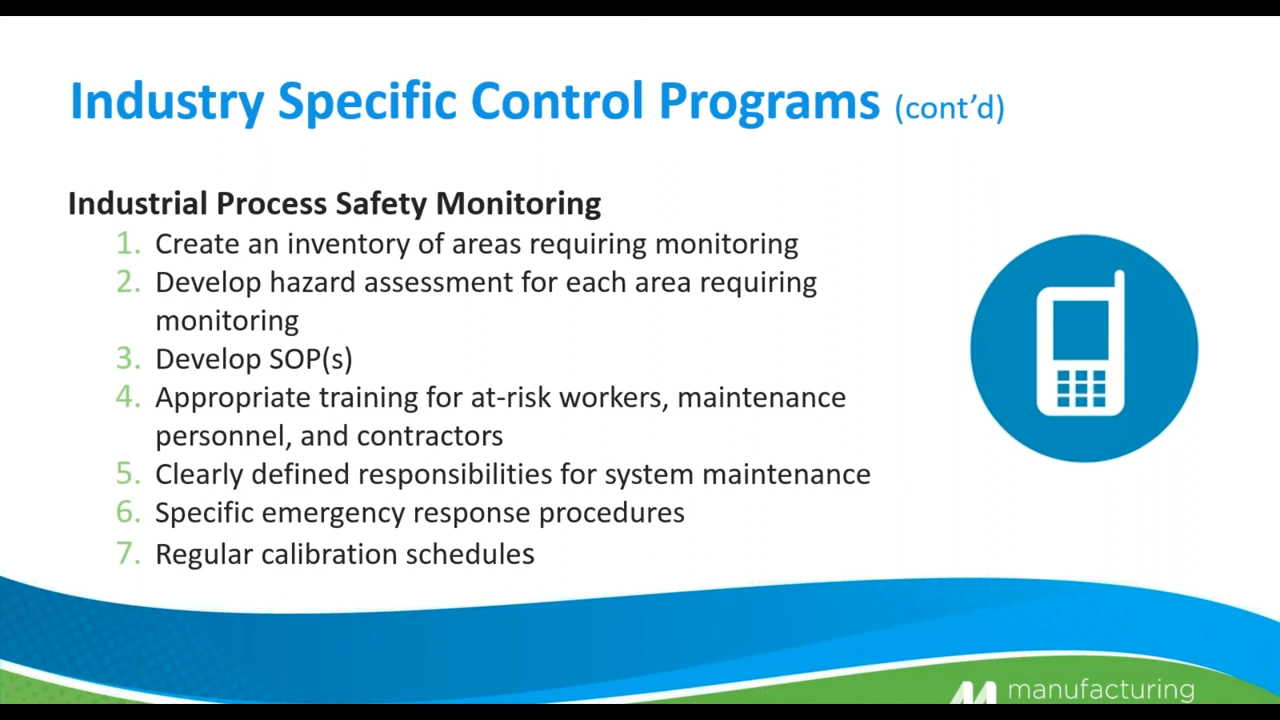 Industry Specific Control Programs (cont’d)
Industrial Process Safety Monitoring
1. Create an inventory of areas requiring monitoring
2. Develop hazard assessment for each area requiring
monitoring
3. Develop SOP(s)
4. Appropriate training for at-risk workers, maintenance
personnel, and contractors
5. Clearly defined responsibilities for system maintenance
6. Specific emergency response procedures
7. Regular calibration schedules
manufacturing